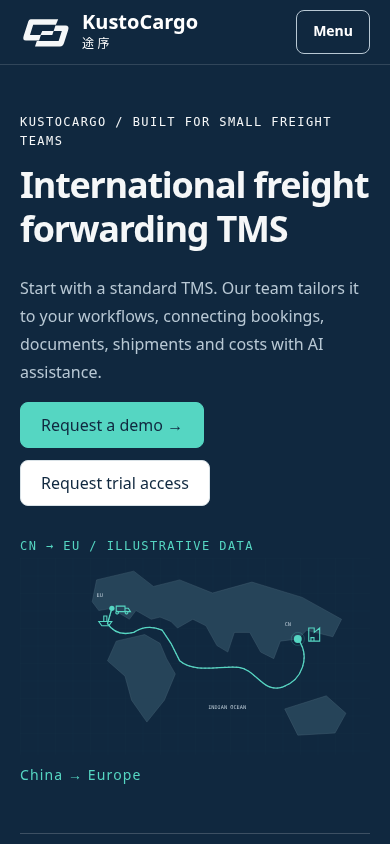 KustoCargo
途序
Menu
KUSTOCARGO / BUILT FOR SMALL FREIGHT
TEAMS
International freight
forwarding TMS
Start with a standard TMS. Our team tailors it
to your workflows, connecting bookings,
documents, shipments and costs with AI
assistance.
Request a demo →
Request trial access
CN → EU / ILLUSTRATIVE DATA
EU
CN
INDIAN OCEAN
China → Europe